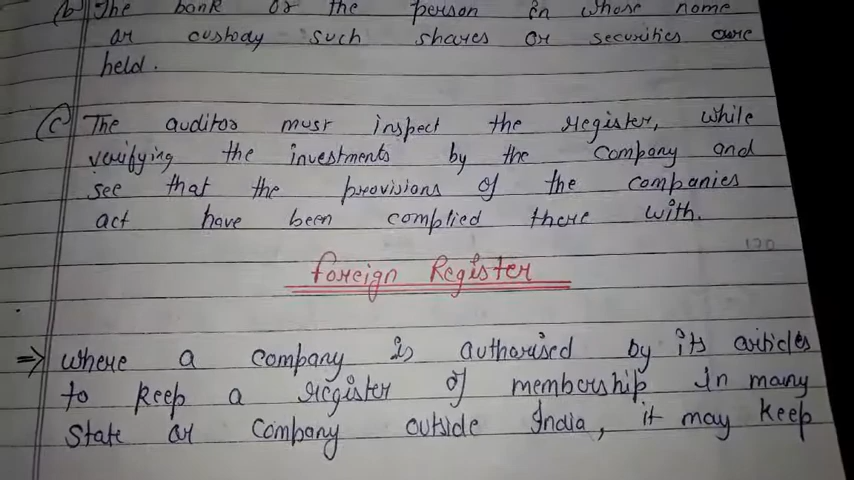 (b) The bank or the person in whose name
or custody such shares or securities are
held.
(c) The auditor must inspect the register, while
verifying the investments by the company and
see that the provisions of the companies
act have been complied there with.
Foreign Register
⇒ where a company is authorised by its articles
to keep a register of membership in many
State or Company outside India, it may keep